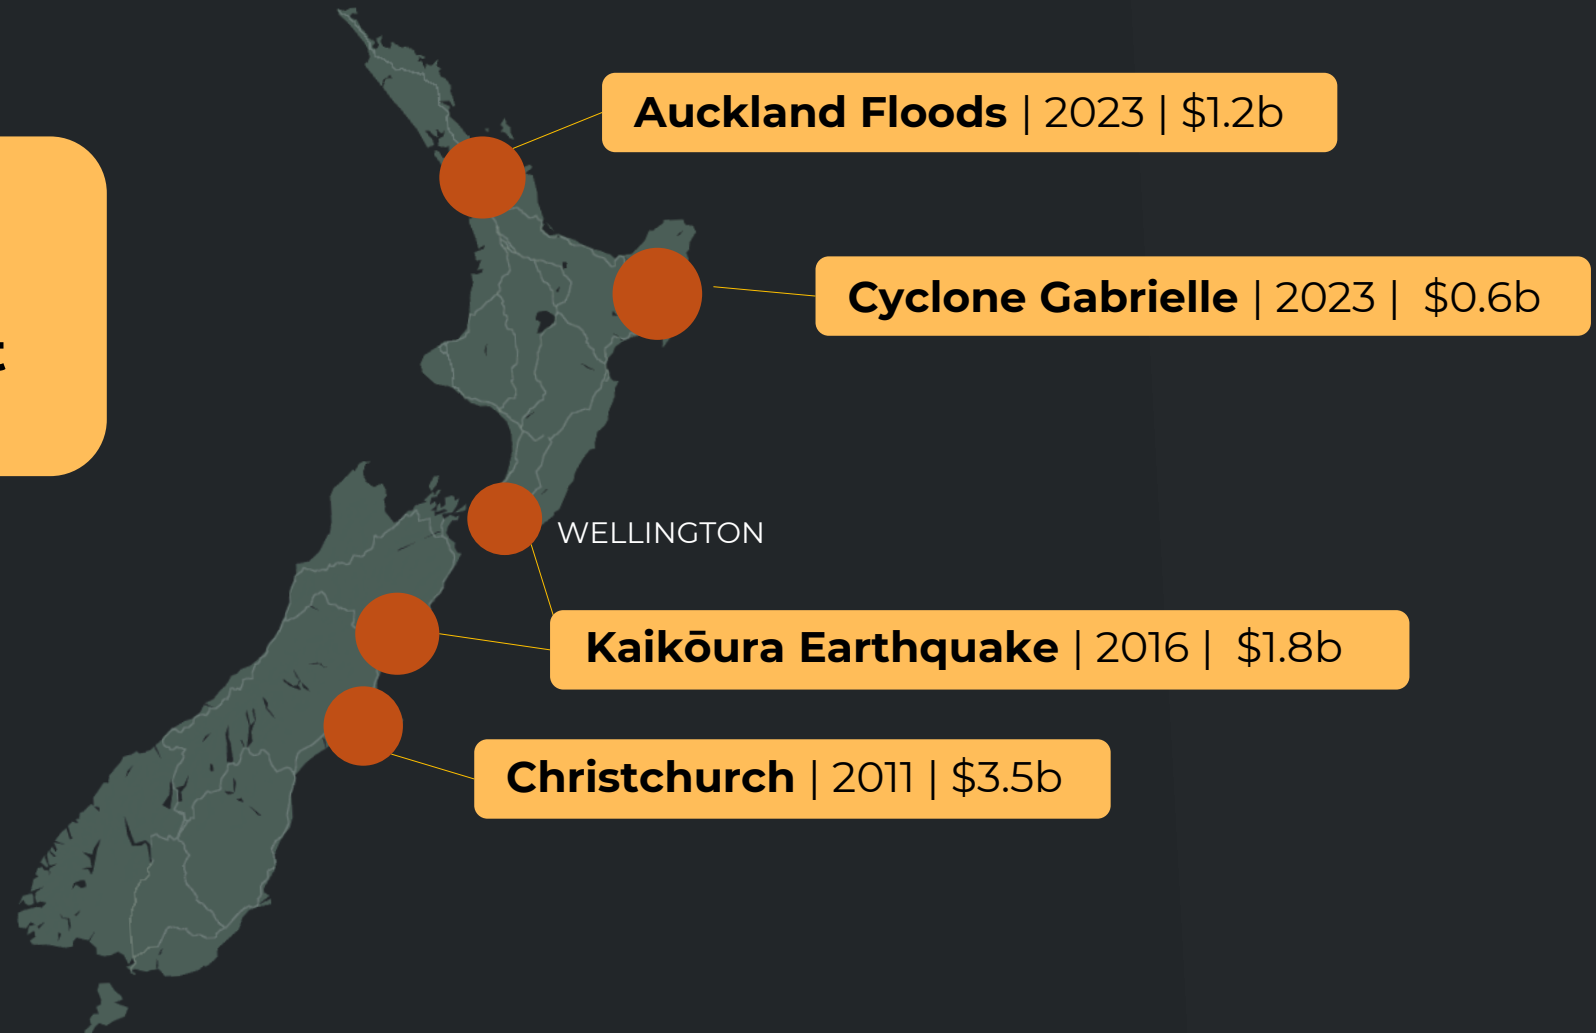 Auckland Floods | 2023 | $1.2b
Cyclone Gabrielle | 2023 | $0.6b
WELLINGTON
Kaikōura Earthquake | 2016 | $1.8b
Christchurch | 2011 | $3.5b